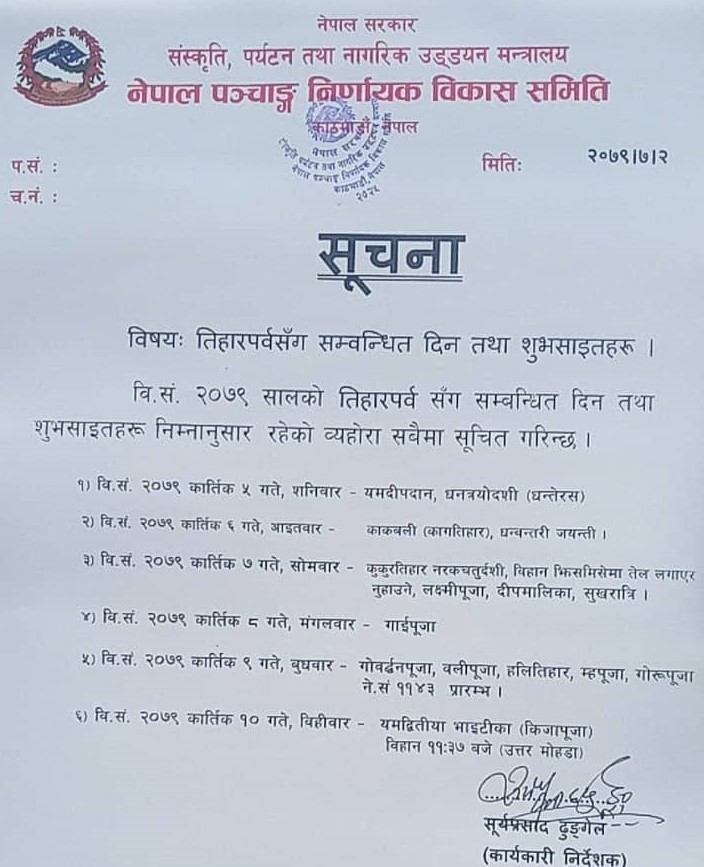 नेपाल सरकार
संस्कृति, पर्यटन तथा नागरिक उड्डयन मन्त्रालय
नेपाल पञ्चाङ्ग निर्णायक विकास समिति
काठमाडौँ, नेपाल
प.सं. :
च.नं. :
मितिः २०७९।७।२
सूचना
विषयः तिहारपर्वसँग सम्वन्धित दिन तथा शुभसाइतहरू ।
वि.सं. २०७९ सालको तिहारपर्व सँग सम्वन्धित दिन तथा
शुभसाइतहरू निम्नानुसार रहेको व्यहोरा सबैमा सूचित गरिन्छ ।
१) वि.सं. २०७९ कार्तिक ५ गते, शनिवार - यमदीपदान, धनत्रयोदशी (धन्तेरस)
२) वि.सं. २०७९ कार्तिक ६ गते, आइतवार - काकबली (कागतिहार), धन्वन्तरी जयन्ती ।
३) वि.सं. २०७९ कार्तिक ७ गते, सोमवार - कुकुरतिहार नरकचतुर्दशी, विहान झिसमिसेमा तेल लगाएर
नुहाउने, लक्ष्मीपूजा, दीपमालिका, सुखरात्रि ।
४) वि.सं. २०७९ कार्तिक ८ गते, मंगलवार - गाईपूजा
५) वि.सं. २०७९ कार्तिक ९ गते, बुधवार - गोवर्द्धनपूजा, वलीपूजा, हलितिहार, म्हपूजा, गोरूपूजा
ने.सं ११४३ प्रारम्भ ।
६) वि.सं. २०७९ कार्तिक १० गते, विहीवार - यमद्वितीया भाइटीका (किजापूजा)
विहान ११:३७ बजे (उत्तर मोहडा)
सूर्यप्रसाद ढुङ्गेल
(कार्यकारी निर्देशक)